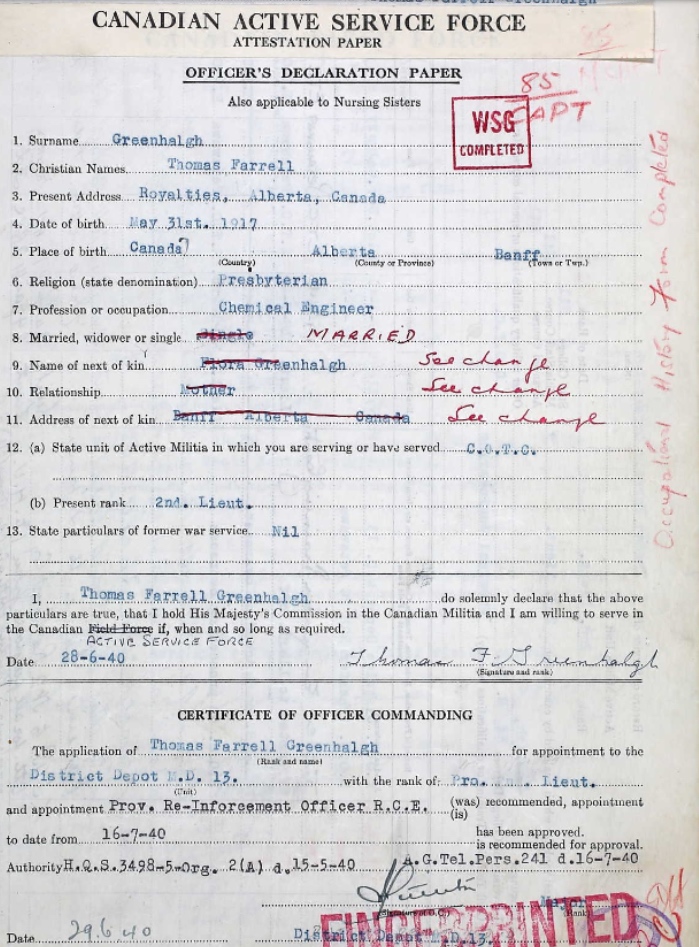 Thomas Farrell Greenhalgh
CANADIAN ACTIVE SERVICE FORCE
ATTESTATION PAPER
OFFICER'S DECLARATION PAPER
Also applicable to Nursing Sisters
85
CAPT
WSG
COMPLETED
1. Surname Greenhalgh
2. Christian Names Thomas Farrell
3. Present Address Royalties, Alberta, Canada
4. Date of birth May 31st. 1917
5. Place of birth Canada Alberta Banff
(Country) (County or Province) (Town or Twp.)
6. Religion (state denomination) Presbyterian
7. Profession or occupation Chemical Engineer
8. Married, widower or single Single MARRIED
9. Name of next of kin Flora Greenhalgh See change
10. Relationship Mother See change
11. Address of next of kin Banff Alberta Canada See change
12. (a) State unit of Active Militia in which you are serving or have served C.O.T.C.
(b) Present rank 2nd. Lieut.
13. State particulars of former war service Nil
Occupational History Form Completed
I, Thomas Farrell Greenhalgh do solemnly declare that the above
particulars are true, that I hold His Majesty's Commission in the Canadian Militia and I am willing to serve in
the Canadian Field Force if, when and so long as required.
ACTIVE SERVICE FORCE
Date 28-6-40 Thomas F. Greenhalgh
(Signature and rank)
CERTIFICATE OF OFFICER COMMANDING
The application of Thomas Farrell Greenhalgh for appointment to the
(Rank and name)
District Depot M.D. 13. with the rank of: Pro. Lieut.
(Unit)
and appointment Prov. Re-Inforcement Officer R.C.E. (was) recommended, appointment
(is)
to date from 16-7-40 has been approved.
is recommended for approval.
Authority H.Q.S.3498-5-Org. 2(A) d.15-5-40 A.G.Tel.Pers.241 d.16-7-40
Major
(Signature of O.C.) (Rank)
FINGERPRINTED
Date 29.6.40 District Depot M.D.13